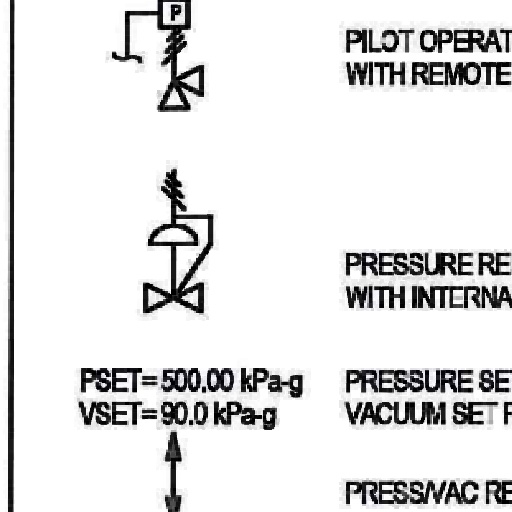 P
PILOT OPERAT
WITH REMOTE
PRESSURE RE
WITH INTERNA
PSET= 500.00 kPa-g PRESSURE SE
VSET= 90.0 kPa-g VACUUM SET P
PRESS/VAC RE